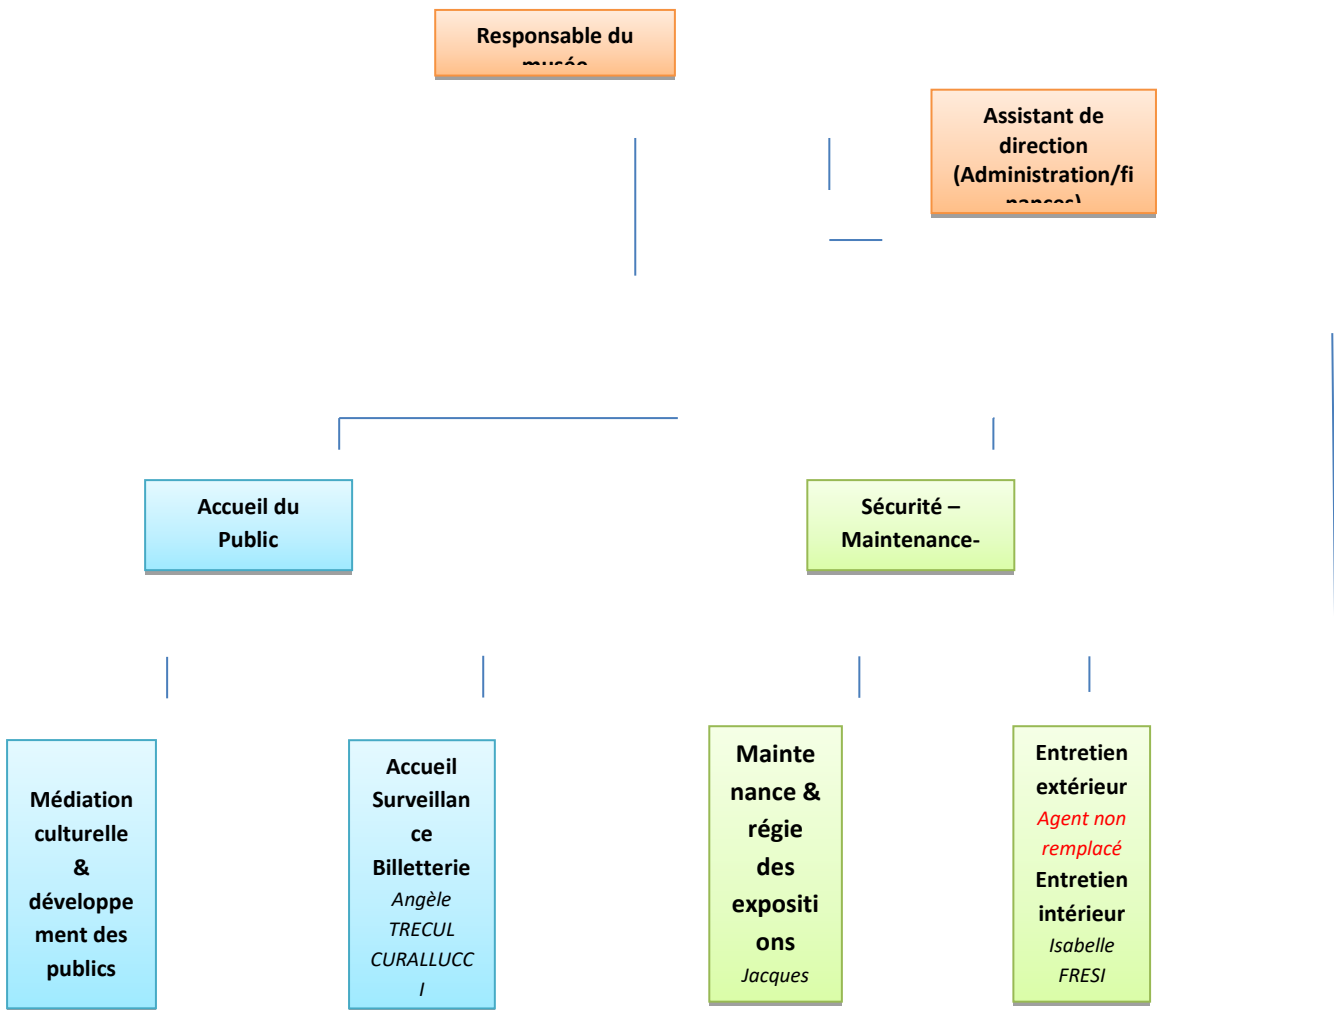 Responsable du
musée
Assistant de
direction
(Administration/fi
nances)
Accueil du
Public
Sécurité –
Maintenance-
Médiation
culturelle
&
développe
ment des
publics
Accueil
Surveillan
ce
Billetterie
Angèle
TRECUL
CURALLUCC
I
Mainte
nance &
régie
des
expositi
ons
Jacques
Entretien
extérieur
Agent non
remplacé
Entretien
intérieur
Isabelle
FRESI